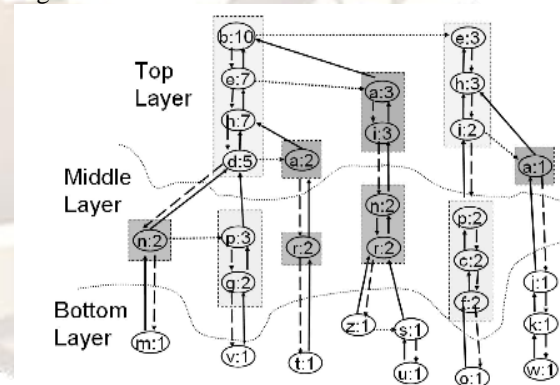 b:10
e:3
e:7
Top
Layer
a:3
h:3
h:7
i:3
i:2
d:5
a:2
a:1
Middle
Layer
n:2
p:2
n:2
p:3
r:2
r:2
c:2
g:2
j:1
f:2
Bottom
Layer
z:1
s:1
k:1
m:1
v:1
t:1
u:1
o:1
w:1